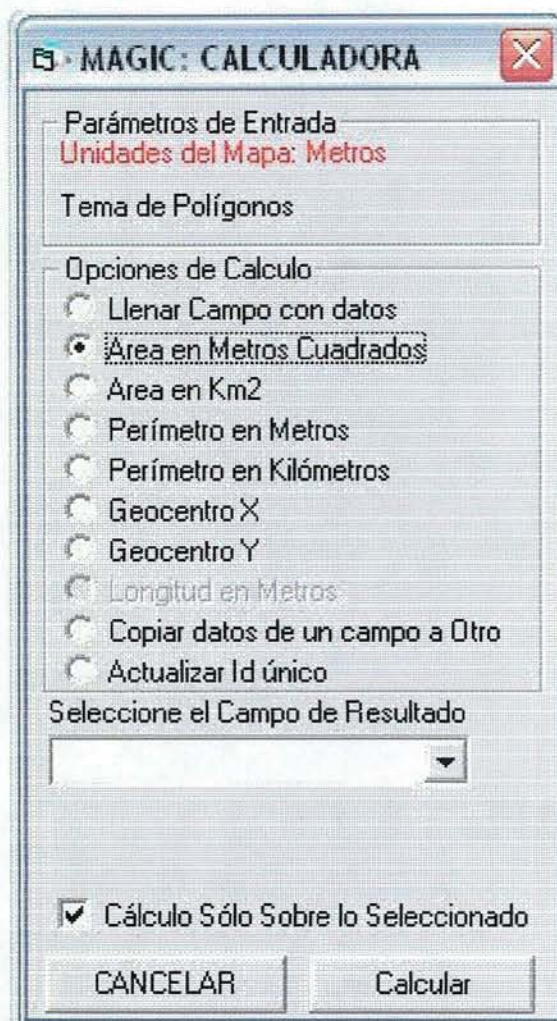 MAGIC: CALCULADORA
Parámetros de Entrada
Unidades del Mapa: Metros
Tema de Polígonos
Opciones de Calculo
Llenar Campo con datos
Area en Metros Cuadrados
Area en Km2
Perímetro en Metros
Perímetro en Kilómetros
Geocentro X
Geocentro Y
Longitud en Metros
Copiar datos de un campo a Otro
Actualizar Id único
Seleccione el Campo de Resultado
Cálculo Sólo Sobre lo Seleccionado
CANCELAR Calcular